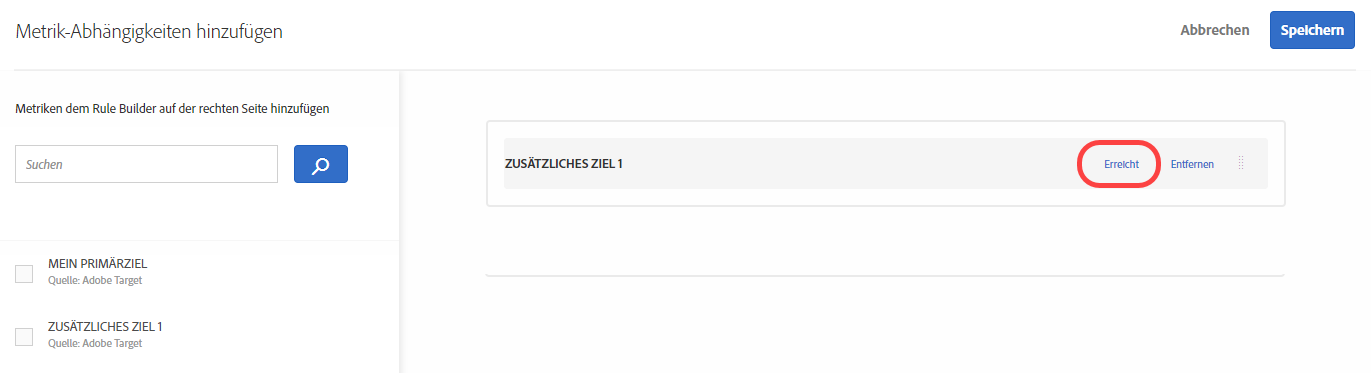 Metrik-Abhängigkeiten hinzufügen
Abbrechen
Speichern
Metriken dem Rule Builder auf der rechten Seite hinzufügen
Suchen
ZUSÄTZLICHES ZIEL 1
Erreicht
Entfernen
MEIN PRIMÄRZIEL
Quelle: Adobe Target
ZUSÄTZLICHES ZIEL 1
Quelle: Adobe Target